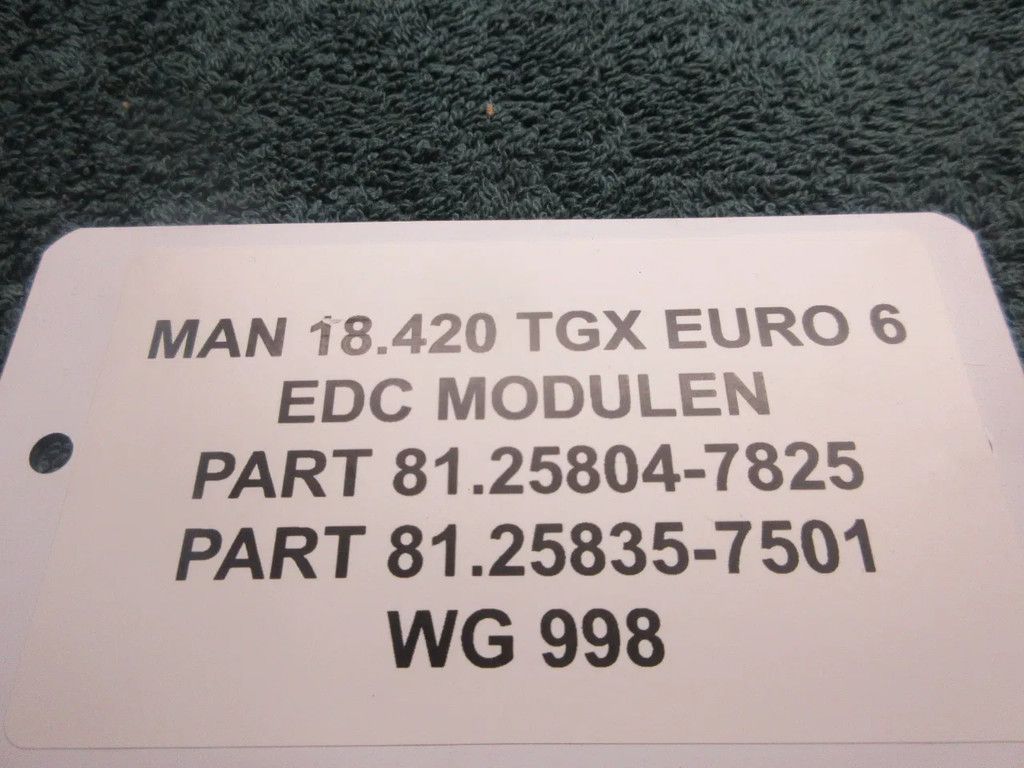 MAN 18.420 TGX EURO 6
EDC MODULEN
PART 81.25804-7825
PART 81.25835-7501
WG 998